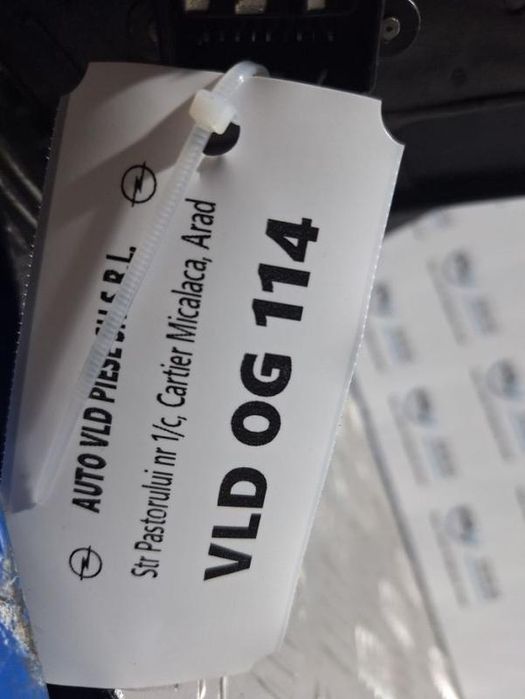 AUTO VLD PIESE S.R.L.
Str Pastorului nr 1/c, Cartier Micalaca, Arad
VLD OG 114